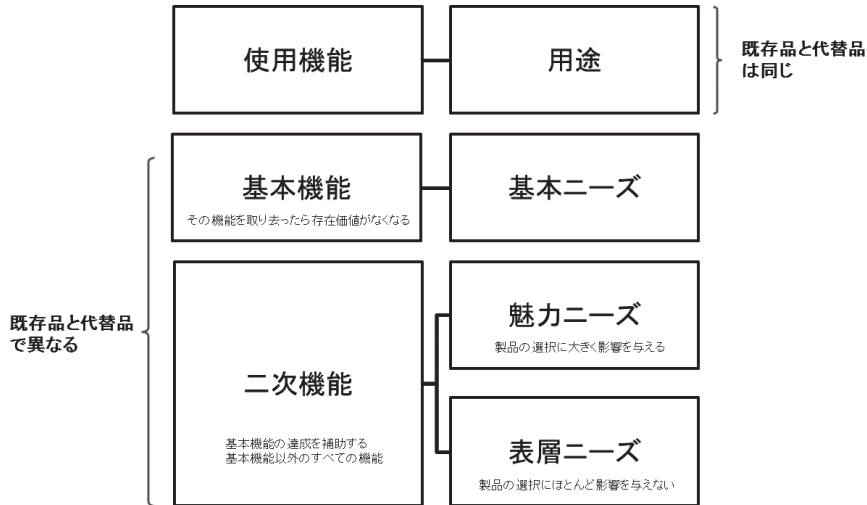 使用機能
用途
既存品と代替品
は同じ
基本機能
その機能を取り去ったら存在価値がなくなる
基本ニーズ
既存品と代替品
で異なる
二次機能
基本機能の達成を補助する
基本機能以外のすべての機能
魅力ニーズ
製品の選択に大きく影響を与える
表層ニーズ
製品の選択にほとんど影響を与えない